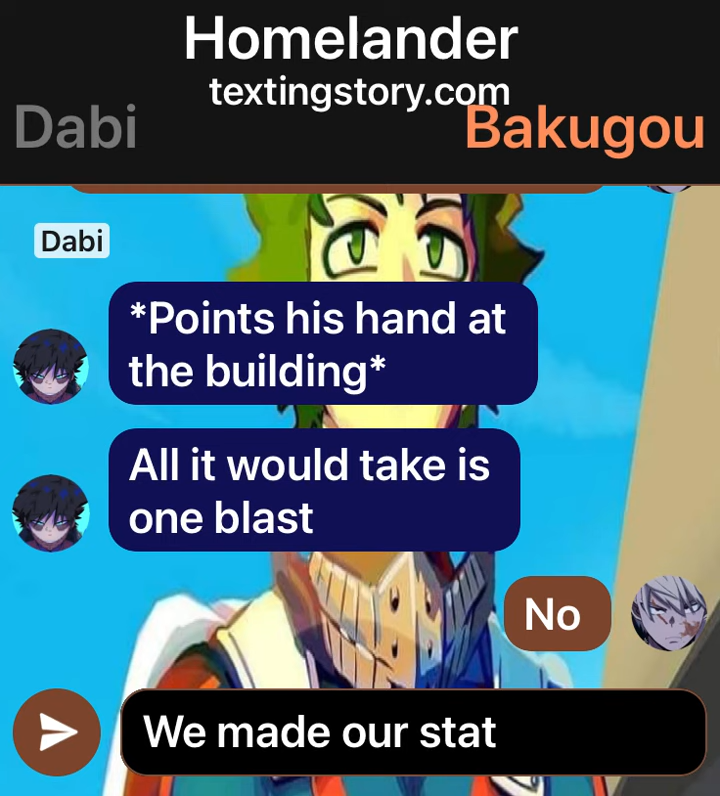 Homelander
textingstory.com
Dabi
Bakugou
Dabi
*Points his hand at
the building*
All it would take is
one blast
No
We made our stat